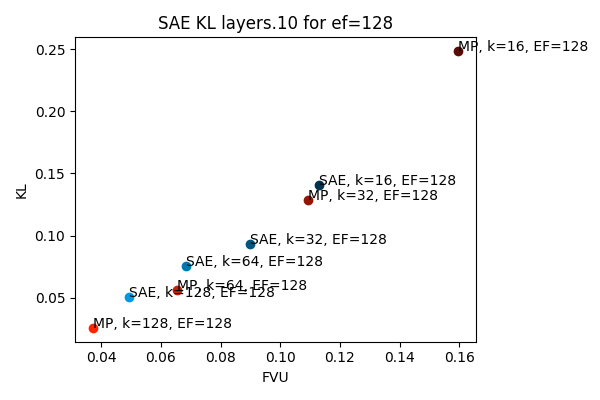 SAE KL layers.10 for ef=128
KL
0.25
0.20
0.15
0.10
0.05
MP, k=16, EF=128
SAE, k=16, EF=128
MP, k=32, EF=128
SAE, k=32, EF=128
SAE, k=64, EF=128
MP, k=64, EF=128
SAE, k=128, EF=128
MP, k=128, EF=128
0.04 0.06 0.08 0.10 0.12 0.14 0.16
FVU